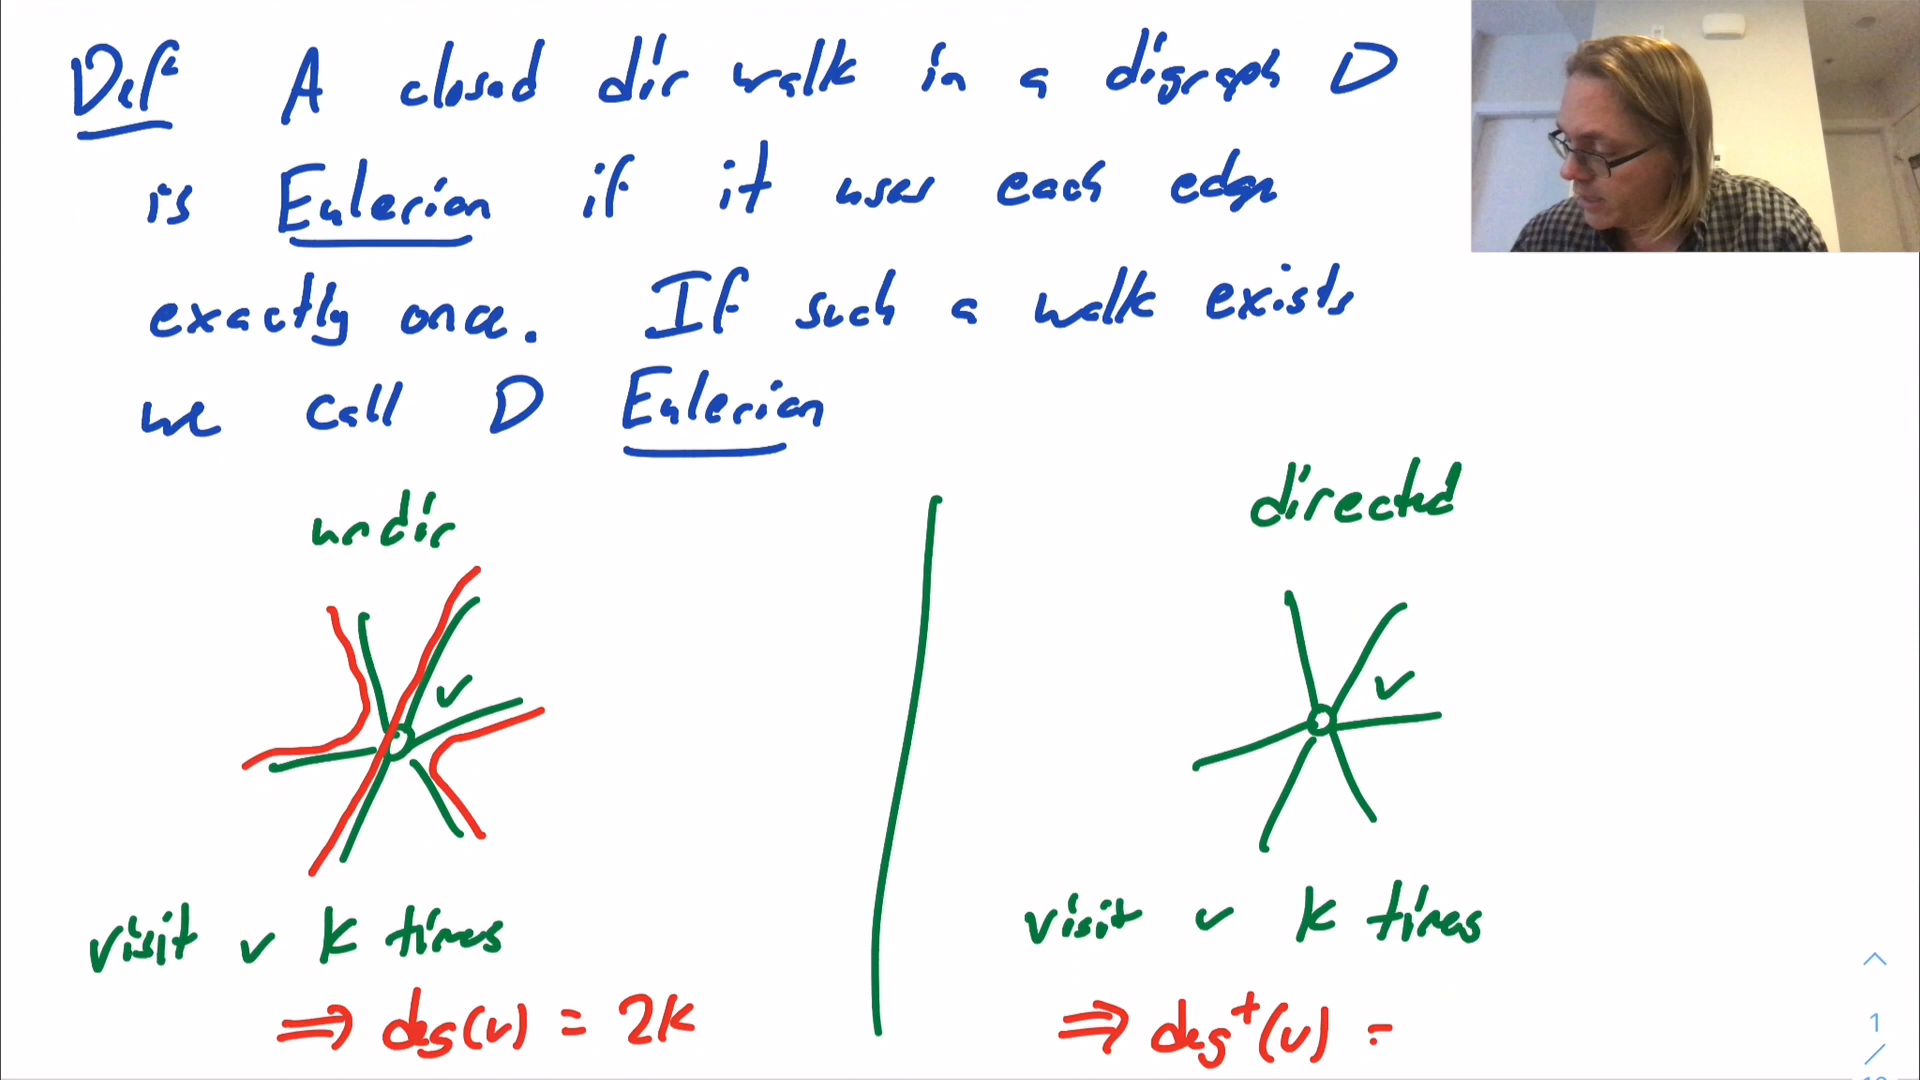 Def A closed dir walk in a digraph D
is Eulerian if it uses each edge
exactly once. If such a walk exists
we call D Eulerian
undir
v
visit v k times
⇒ deg(v) = 2k
directed
v
visit v k times
⇒ deg⁺(v) =
1
/